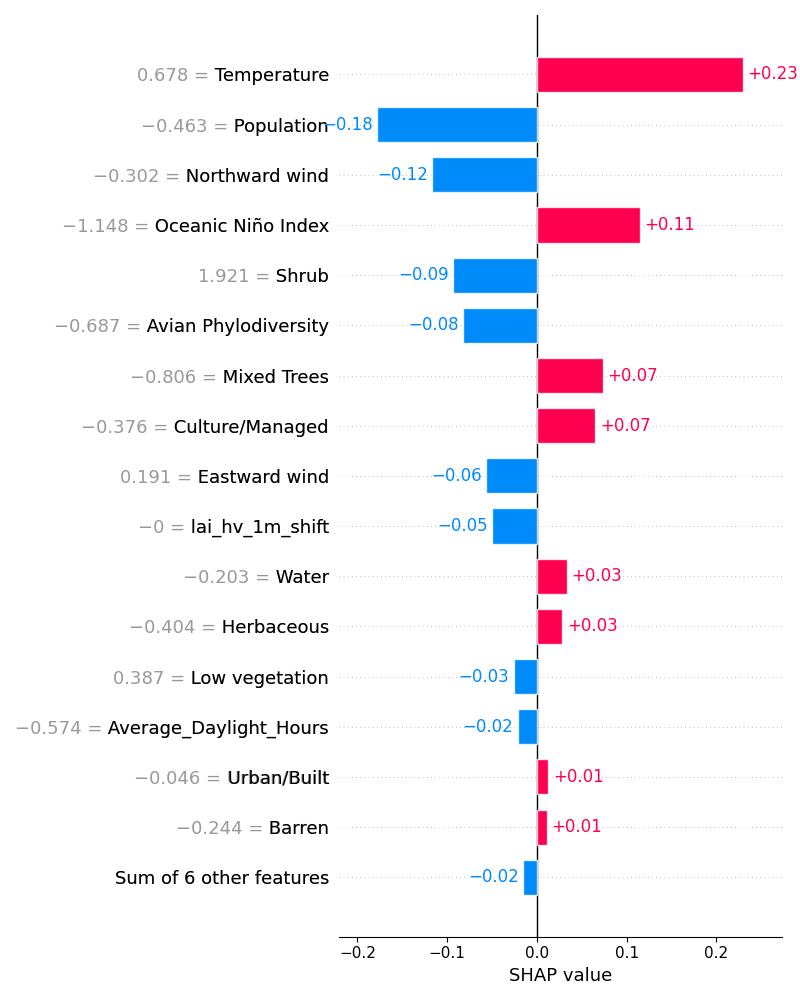 0.678 = Temperature +0.23
−0.463 = Population −0.18
−0.302 = Northward wind −0.12
−1.148 = Oceanic Niño Index +0.11
1.921 = Shrub −0.09
−0.687 = Avian Phylodiversity −0.08
−0.806 = Mixed Trees +0.07
−0.376 = Culture/Managed +0.07
0.191 = Eastward wind −0.06
−0 = lai_hv_1m_shift −0.05
−0.203 = Water +0.03
−0.404 = Herbaceous +0.03
0.387 = Low vegetation −0.03
−0.574 = Average_Daylight_Hours −0.02
−0.046 = Urban/Built +0.01
−0.244 = Barren +0.01
Sum of 6 other features −0.02
−0.2 −0.1 0.0 0.1 0.2
SHAP value